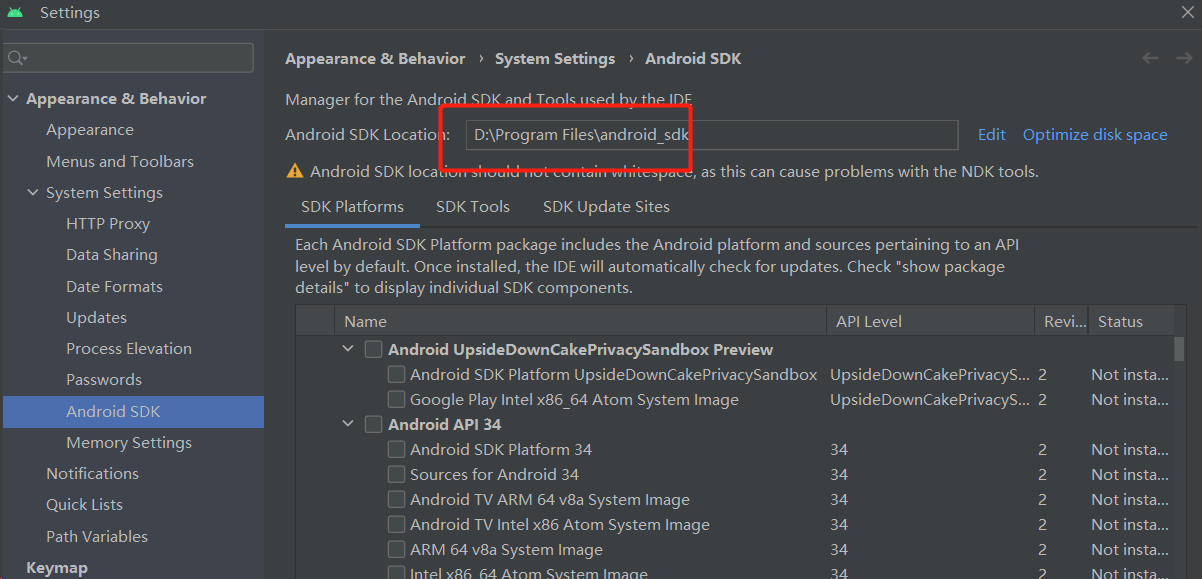 Settings
Appearance & Behavior
Appearance
Menus and Toolbars
System Settings
HTTP Proxy
Data Sharing
Date Formats
Updates
Process Elevation
Passwords
Android SDK
Memory Settings
Notifications
Quick Lists
Path Variables
Keymap
Appearance & Behavior › System Settings › Android SDK
Manager for the Android SDK and Tools used by the IDE
Android SDK Location: D:\Program Files\android_sdk Edit Optimize disk space
Android SDK location should not contain whitespace, as this can cause problems with the NDK tools.
SDK Platforms SDK Tools SDK Update Sites
Each Android SDK Platform package includes the Android platform and sources pertaining to an API
level by default. Once installed, the IDE will automatically check for updates. Check "show package
details" to display individual SDK components.
Name API Level Revi... Status
Android UpsideDownCakePrivacySandbox Preview
Android SDK Platform UpsideDownCakePrivacySandbox UpsideDownCakePrivacyS... 2 Not insta...
Google Play Intel x86_64 Atom System Image UpsideDownCakePrivacyS... 2 Not insta...
Android API 34
Android SDK Platform 34 34 2 Not insta...
Sources for Android 34 34 2 Not insta...
Android TV ARM 64 v8a System Image 34 2 Not insta...
Android TV Intel x86 Atom System Image 34 2 Not insta...
ARM 64 v8a System Image 34 2 Not insta...
Intel x86_64 Atom System Image 34 2 Not insta...